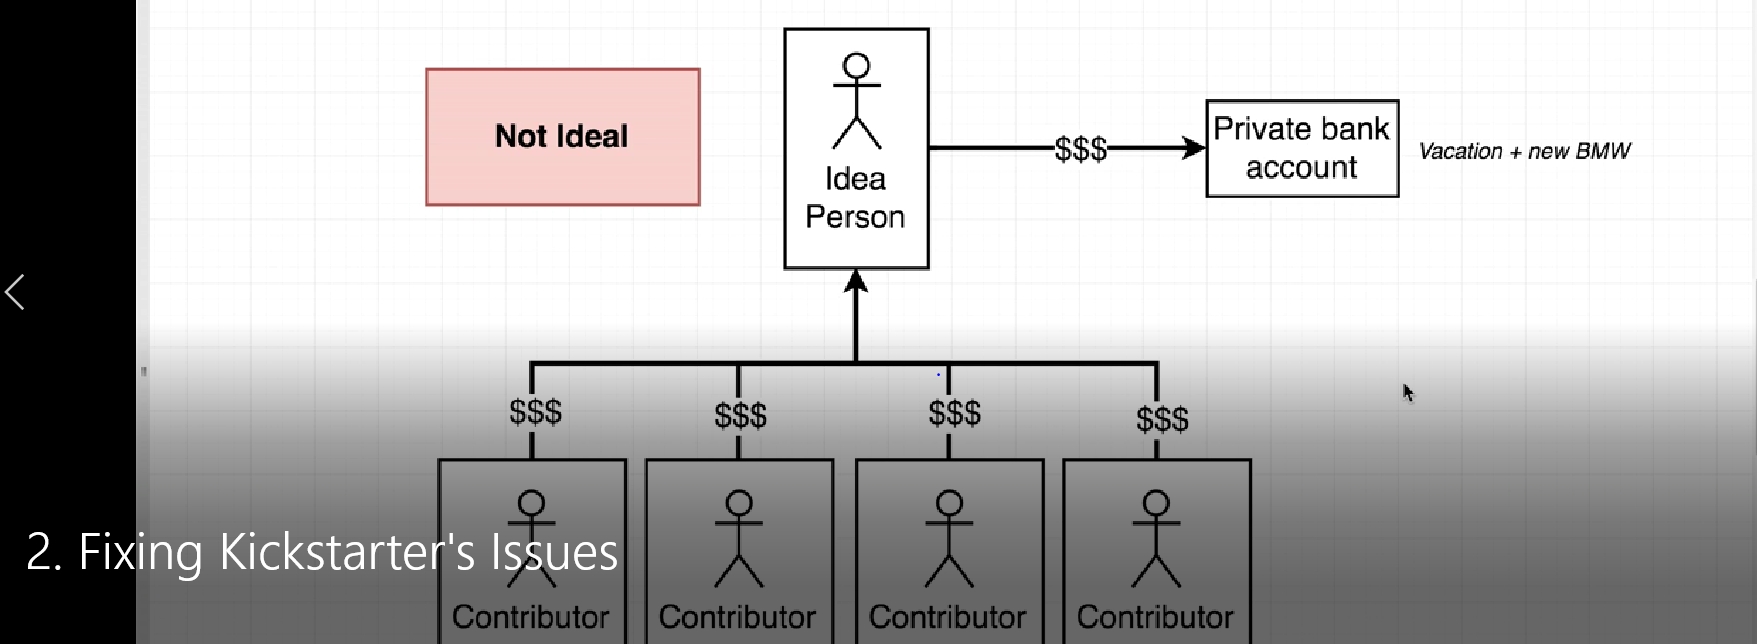 Not Ideal
Idea
Person
$$$
Private bank
account
Vacation + new BMW
$$$
$$$
$$$
$$$
2. Fixing Kickstarter's Issues
Contributor
Contributor
Contributor
Contributor